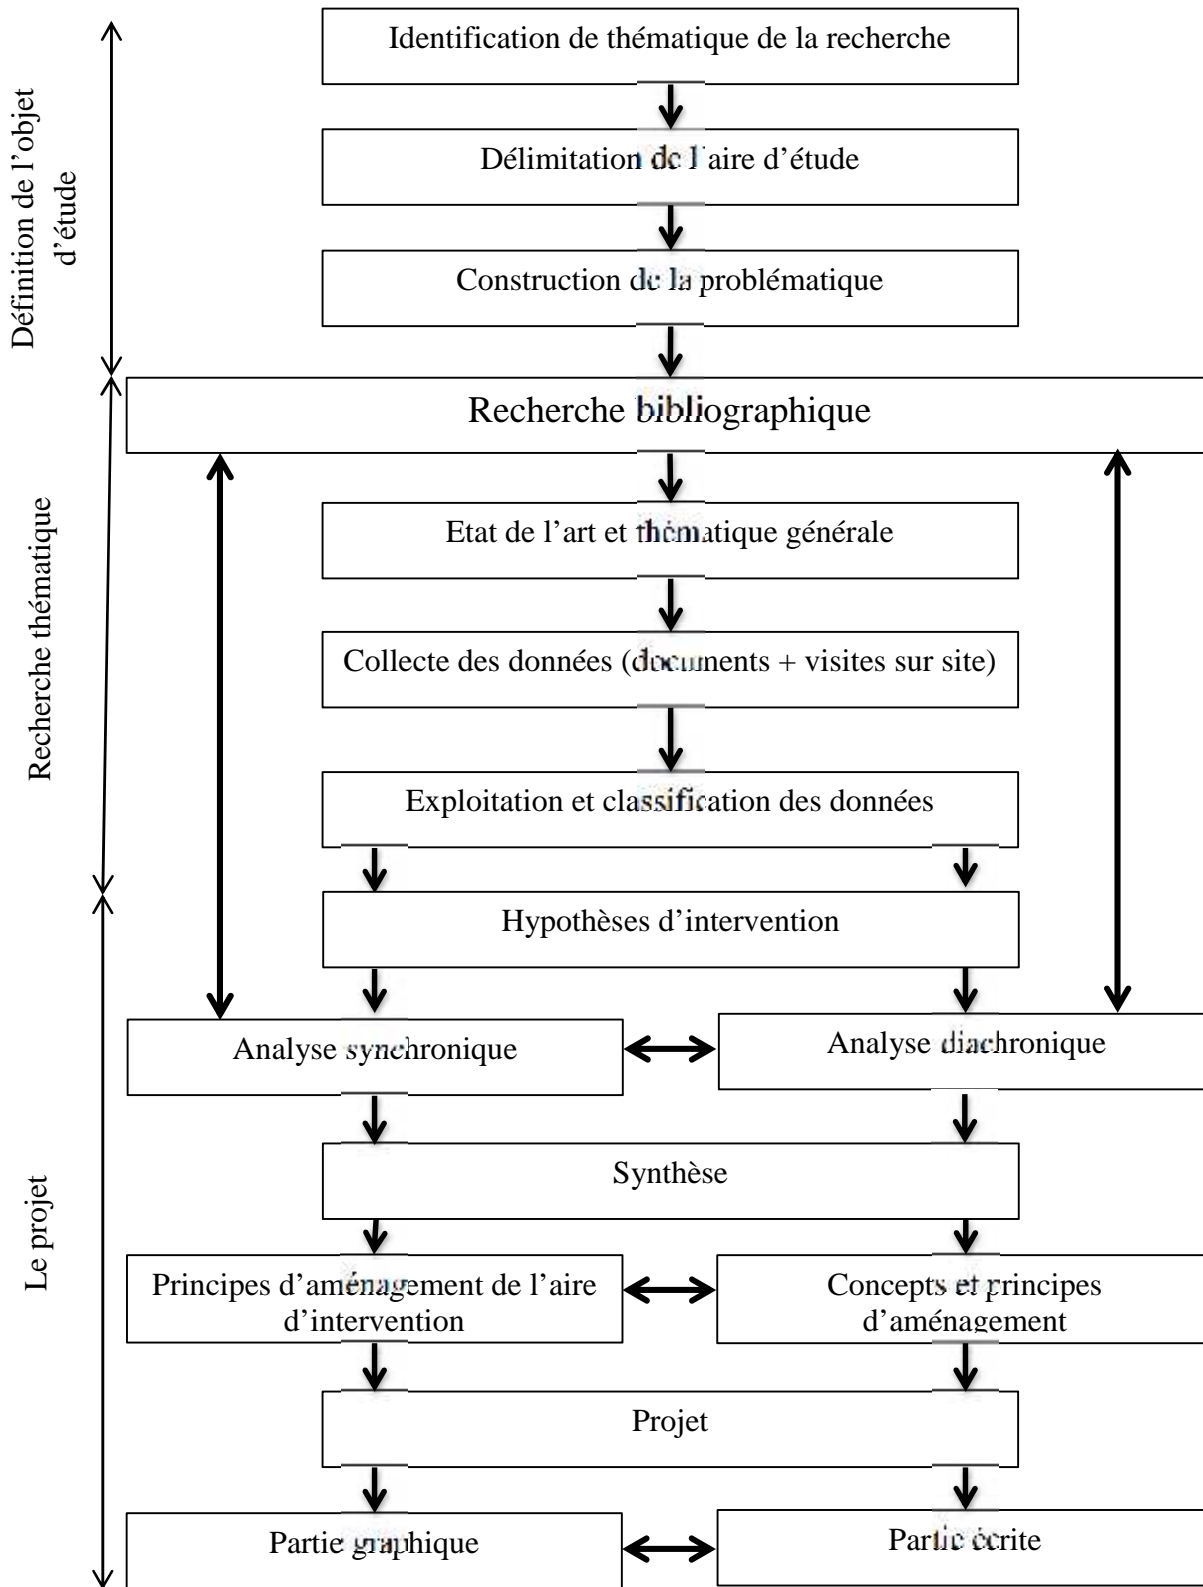 Définition de l’objet
d’étude
Identification de thématique de la recherche
Délimitation de l’aire d’étude
Construction de la problématique
Recherche thématique
Recherche bibliographique
Etat de l’art et thématique générale
Collecte des données (documents + visites sur site)
Exploitation et classification des données
Le projet
Hypothèses d’intervention
Analyse synchronique
Analyse diachronique
Synthèse
Principes d’aménagement de l’aire
d’intervention
Concepts et principes
d’aménagement
Projet
Partie graphique
Partie écrite